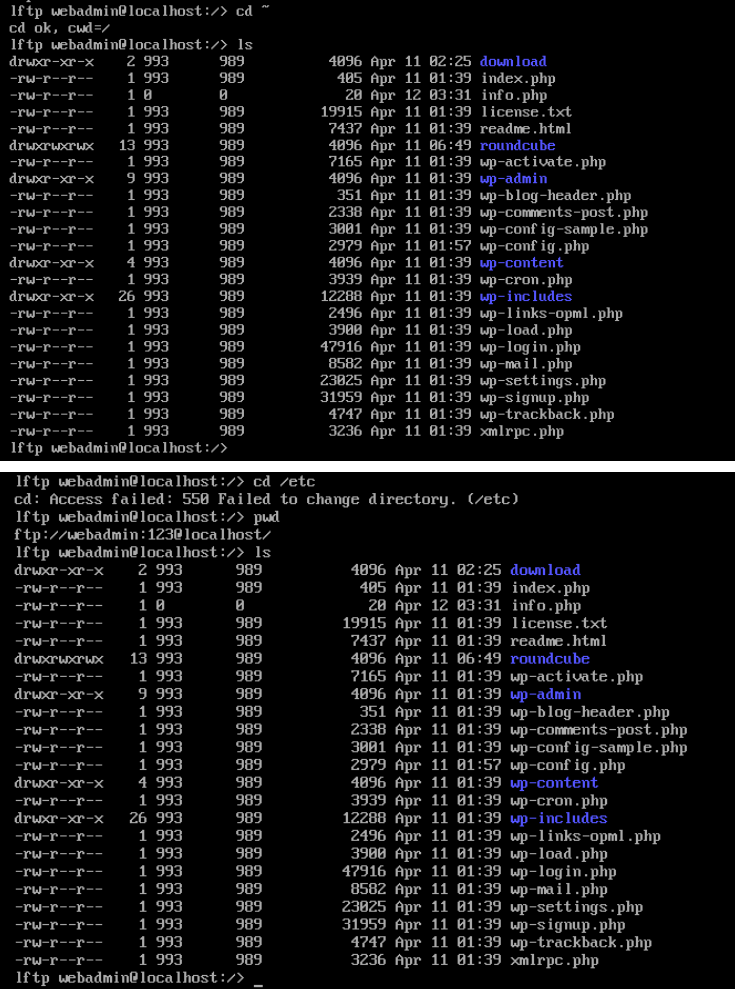 lftp webadmin@localhost:/> cd ~
cd ok, cwd=/
lftp webadmin@localhost:/> ls
drwxr-xr-x    2 993      989          4096 Apr 11 02:25 download
-rw-r--r--    1 993      989           405 Apr 11 01:39 index.php
-rw-r--r--    1 0        0              20 Apr 12 03:31 info.php
-rw-r--r--    1 993      989         19915 Apr 11 01:39 license.txt
-rw-r--r--    1 993      989          7437 Apr 11 01:39 readme.html
drwxrwxrwx   13 993      989          4096 Apr 11 06:49 roundcube
-rw-r--r--    1 993      989          7165 Apr 11 01:39 wp-activate.php
drwxr-xr-x    9 993      989          4096 Apr 11 01:39 wp-admin
-rw-r--r--    1 993      989           351 Apr 11 01:39 wp-blog-header.php
-rw-r--r--    1 993      989          2338 Apr 11 01:39 wp-comments-post.php
-rw-r--r--    1 993      989          3001 Apr 11 01:39 wp-config-sample.php
-rw-r--r--    1 993      989          2979 Apr 11 01:57 wp-config.php
drwxr-xr-x    4 993      989          4096 Apr 11 01:39 wp-content
-rw-r--r--    1 993      989          3939 Apr 11 01:39 wp-cron.php
drwxr-xr-x   26 993      989         12288 Apr 11 01:39 wp-includes
-rw-r--r--    1 993      989          2496 Apr 11 01:39 wp-links-opml.php
-rw-r--r--    1 993      989          3900 Apr 11 01:39 wp-load.php
-rw-r--r--    1 993      989         47916 Apr 11 01:39 wp-login.php
-rw-r--r--    1 993      989          8582 Apr 11 01:39 wp-mail.php
-rw-r--r--    1 993      989         23025 Apr 11 01:39 wp-settings.php
-rw-r--r--    1 993      989         31959 Apr 11 01:39 wp-signup.php
-rw-r--r--    1 993      989          4747 Apr 11 01:39 wp-trackback.php
-rw-r--r--    1 993      989          3236 Apr 11 01:39 xmlrpc.php
lftp webadmin@localhost:/>
lftp webadmin@localhost:/> cd /etc
cd: Access failed: 550 Failed to change directory. (/etc)
lftp webadmin@localhost:/> pwd
ftp://webadmin:123@localhost/
lftp webadmin@localhost:/> ls
drwxr-xr-x    2 993      989          4096 Apr 11 02:25 download
-rw-r--r--    1 993      989           405 Apr 11 01:39 index.php
-rw-r--r--    1 0        0              20 Apr 12 03:31 info.php
-rw-r--r--    1 993      989         19915 Apr 11 01:39 license.txt
-rw-r--r--    1 993      989          7437 Apr 11 01:39 readme.html
drwxrwxrwx   13 993      989          4096 Apr 11 06:49 roundcube
-rw-r--r--    1 993      989          7165 Apr 11 01:39 wp-activate.php
drwxr-xr-x    9 993      989          4096 Apr 11 01:39 wp-admin
-rw-r--r--    1 993      989           351 Apr 11 01:39 wp-blog-header.php
-rw-r--r--    1 993      989          2338 Apr 11 01:39 wp-comments-post.php
-rw-r--r--    1 993      989          3001 Apr 11 01:39 wp-config-sample.php
-rw-r--r--    1 993      989          2979 Apr 11 01:57 wp-config.php
drwxr-xr-x    4 993      989          4096 Apr 11 01:39 wp-content
-rw-r--r--    1 993      989          3939 Apr 11 01:39 wp-cron.php
drwxr-xr-x   26 993      989         12288 Apr 11 01:39 wp-includes
-rw-r--r--    1 993      989          2496 Apr 11 01:39 wp-links-opml.php
-rw-r--r--    1 993      989          3900 Apr 11 01:39 wp-load.php
-rw-r--r--    1 993      989         47916 Apr 11 01:39 wp-login.php
-rw-r--r--    1 993      989          8582 Apr 11 01:39 wp-mail.php
-rw-r--r--    1 993      989         23025 Apr 11 01:39 wp-settings.php
-rw-r--r--    1 993      989         31959 Apr 11 01:39 wp-signup.php
-rw-r--r--    1 993      989          4747 Apr 11 01:39 wp-trackback.php
-rw-r--r--    1 993      989          3236 Apr 11 01:39 xmlrpc.php
lftp webadmin@localhost:/> _